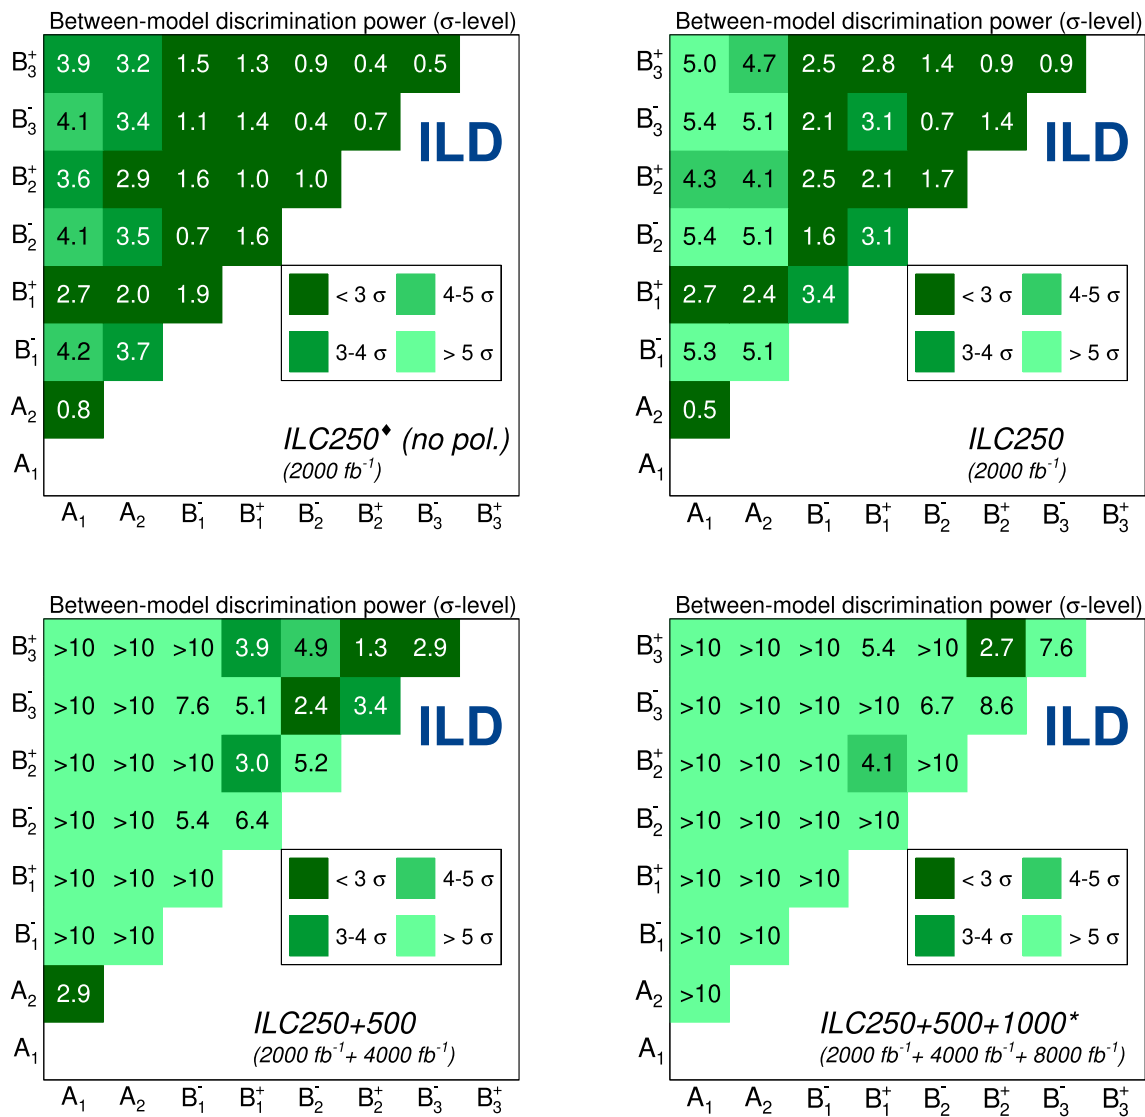 Between-model discrimination power (σ-level)
B₃⁺ 3.9 3.2 1.5 1.3 0.9 0.4 0.5
B₃⁻ 4.1 3.4 1.1 1.4 0.4 0.7
ILD
B₂⁺ 3.6 2.9 1.6 1.0 1.0
B₂⁻ 4.1 3.5 0.7 1.6
B₁⁺ 2.7 2.0 1.9
< 3 σ 4-5 σ
3-4 σ > 5 σ
B₁⁻ 4.2 3.7
A₂ 0.8
ILC250♦ (no pol.)
(2000 fb⁻¹)
A₁
A₁ A₂ B₁⁻ B₁⁺ B₂⁻ B₂⁺ B₃⁻ B₃⁺
Between-model discrimination power (σ-level)
B₃⁺ 5.0 4.7 2.5 2.8 1.4 0.9 0.9
B₃⁻ 5.4 5.1 2.1 3.1 0.7 1.4
ILD
B₂⁺ 4.3 4.1 2.5 2.1 1.7
B₂⁻ 5.4 5.1 1.6 3.1
B₁⁺ 2.7 2.4 3.4
< 3 σ 4-5 σ
3-4 σ > 5 σ
B₁⁻ 5.3 5.1
A₂ 0.5
ILC250
(2000 fb⁻¹)
A₁
A₁ A₂ B₁⁻ B₁⁺ B₂⁻ B₂⁺ B₃⁻ B₃⁺
Between-model discrimination power (σ-level)
B₃⁺ >10 >10 >10 3.9 4.9 1.3 2.9
B₃⁻ >10 >10 7.6 5.1 2.4 3.4
ILD
B₂⁺ >10 >10 >10 3.0 5.2
B₂⁻ >10 >10 5.4 6.4
B₁⁺ >10 >10 >10
< 3 σ 4-5 σ
3-4 σ > 5 σ
B₁⁻ >10 >10
A₂ 2.9
ILC250+500
(2000 fb⁻¹+ 4000 fb⁻¹)
A₁
A₁ A₂ B₁⁻ B₁⁺ B₂⁻ B₂⁺ B₃⁻ B₃⁺
Between-model discrimination power (σ-level)
B₃⁺ >10 >10 >10 5.4 >10 2.7 7.6
B₃⁻ >10 >10 >10 >10 6.7 8.6
ILD
B₂⁺ >10 >10 >10 4.1 >10
B₂⁻ >10 >10 >10 >10
B₁⁺ >10 >10 >10
< 3 σ 4-5 σ
3-4 σ > 5 σ
B₁⁻ >10 >10
A₂ >10
ILC250+500+1000*
(2000 fb⁻¹+ 4000 fb⁻¹+ 8000 fb⁻¹)
A₁
A₁ A₂ B₁⁻ B₁⁺ B₂⁻ B₂⁺ B₃⁻ B₃⁺